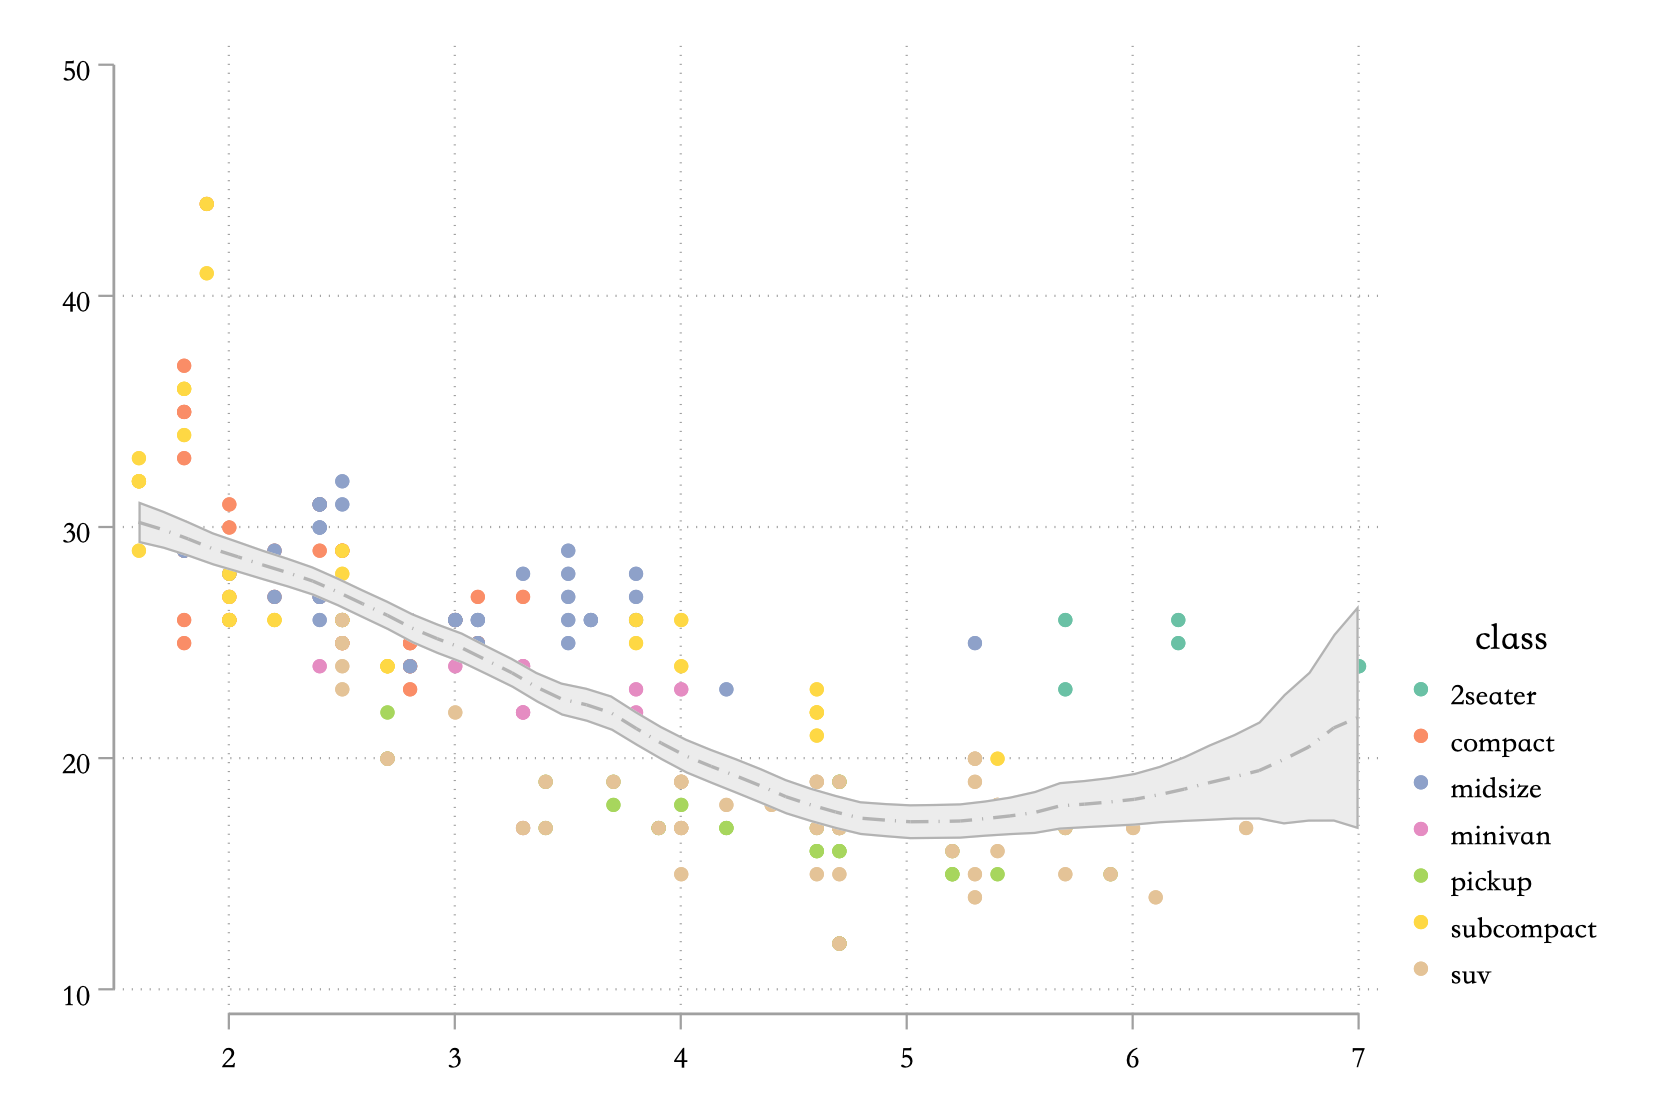 50
40
30
20
10
2 3 4 5 6 7
class
2seater
compact
midsize
minivan
pickup
subcompact
suv